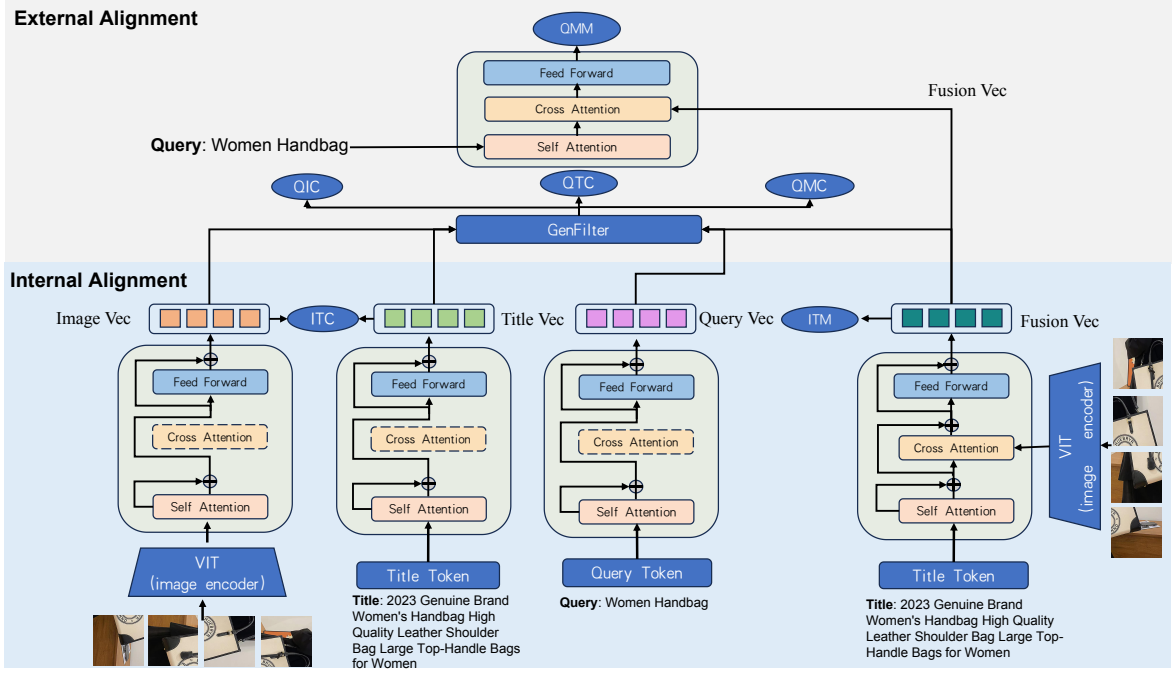 External Alignment
QMM
Feed Forward
Cross Attention
Self Attention
Fusion Vec
Query: Women Handbag
QIC
QTC
QMC
GenFilter
Internal Alignment
Image Vec
ITC
Title Vec
Query Vec
ITM
Fusion Vec
Feed Forward
Cross Attention
Self Attention
VIT
(image encoder)
Feed Forward
Cross Attention
Self Attention
Title Token
Title: 2023 Genuine Brand
Women's Handbag High
Quality Leather Shoulder
Bag Large Top-Handle Bags
for Women
Feed Forward
Cross Attention
Self Attention
Query Token
Query: Women Handbag
Feed Forward
Cross Attention
Self Attention
Title Token
Title: 2023 Genuine Brand
Women's Handbag High Quality
Leather Shoulder Bag Large Top-
Handle Bags for Women
VIT
(image encoder)